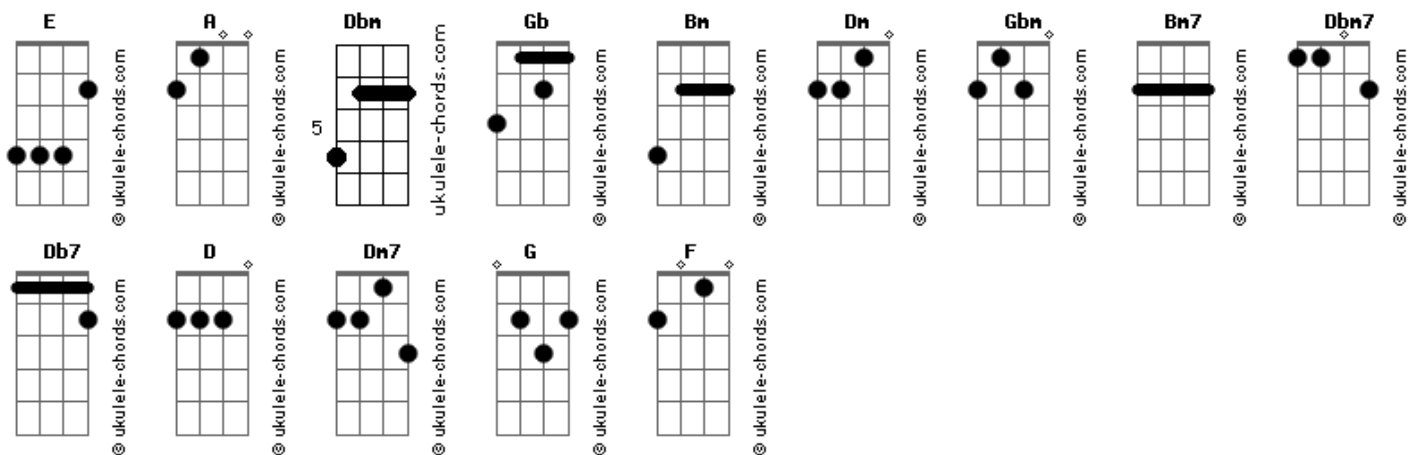 E A Dbm Gb Bm Dm Gbm Bm7 Dbm7
5
© ukulele-chords.com © ukulele-chords.com ukulele-chords.com © ukulele-chords.com © ukulele-chords.com © ukulele-chords.com © ukulele-chords.com © ukulele-chords.com © ukulele-chords.com
Db7 D Dm7 G F
© ukulele-chords.com © ukulele-chords.com © ukulele-chords.com © ukulele-chords.com © ukulele-chords.com